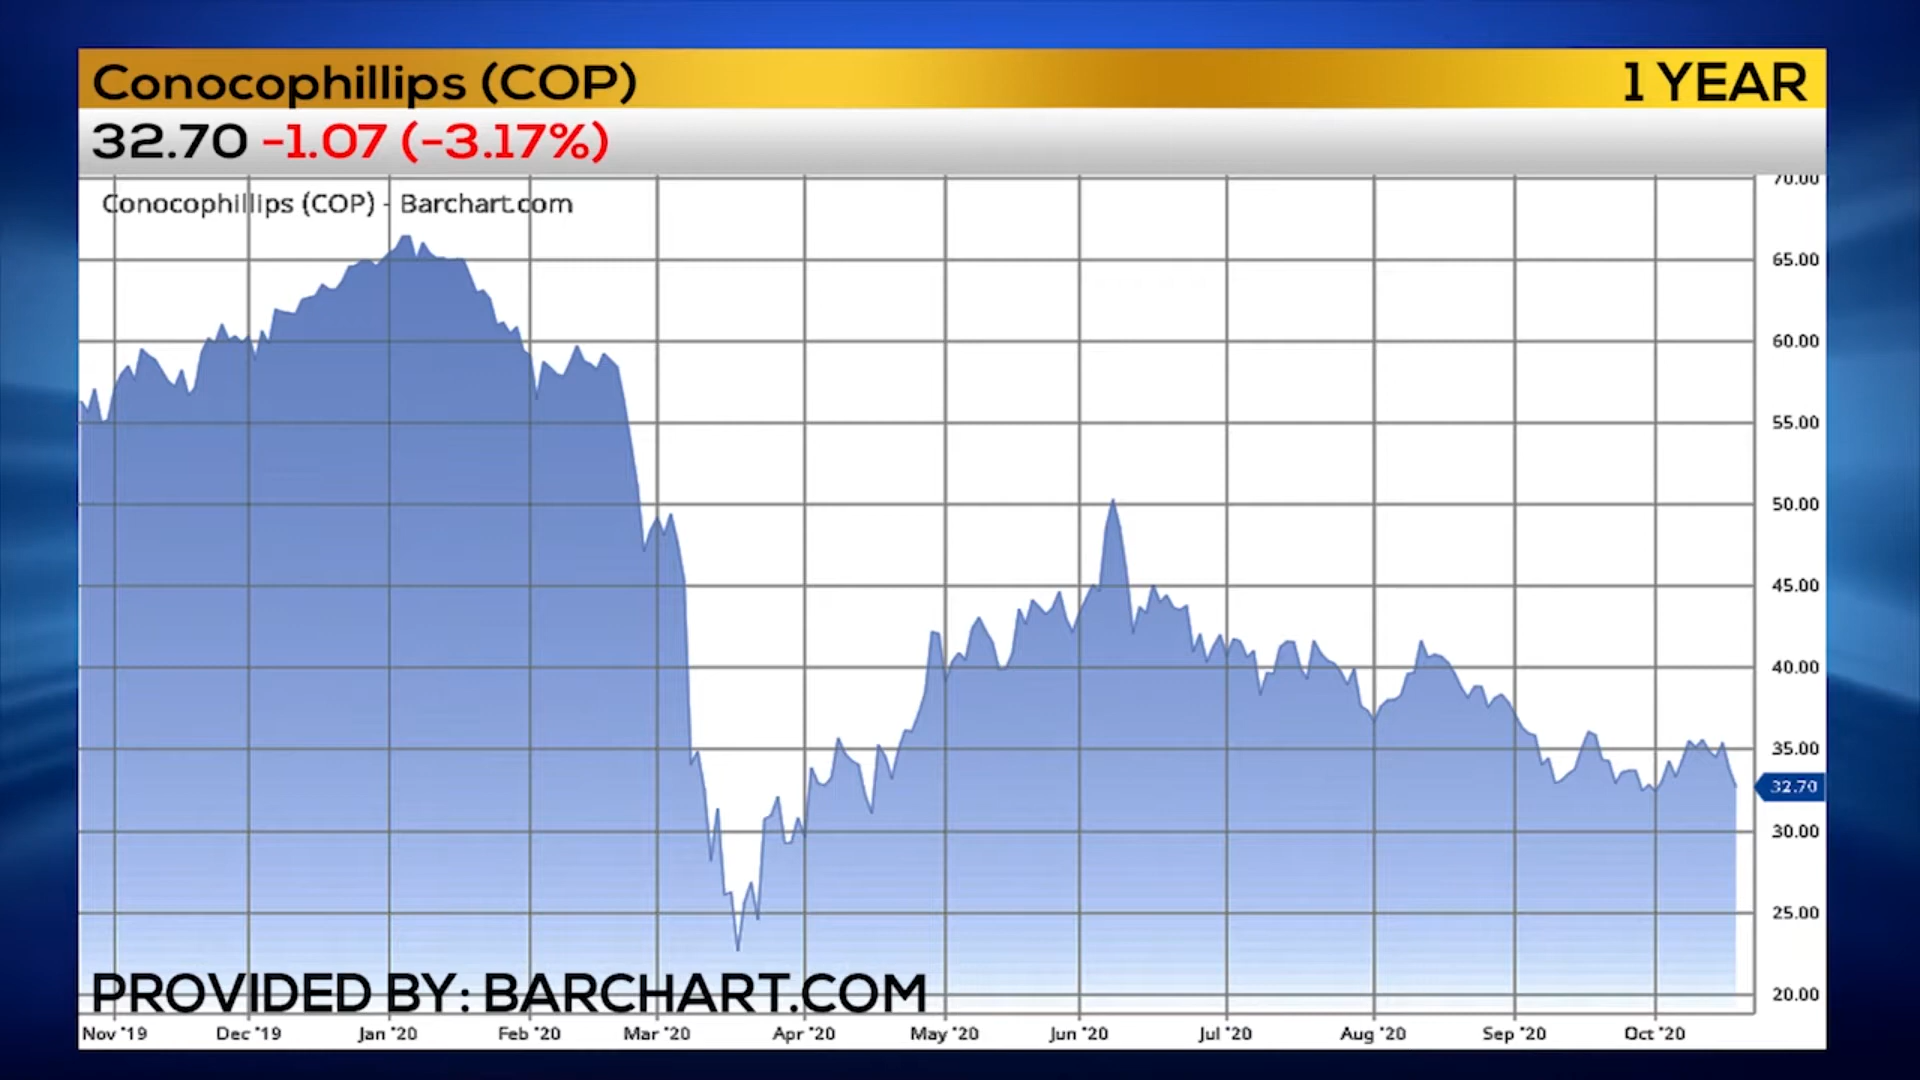 Conocophillips (COP) 1 YEAR
32.70 -1.07 (-3.17%)
Conocophillips (COP) - Barchart.com
70.00
65.00
60.00
55.00
50.00
45.00
40.00
35.00
32.70
30.00
25.00
20.00
PROVIDED BY: BARCHART.COM
Nov '19 Dec '19 Jan '20 Feb '20 Mar '20 Apr '20 May '20 Jun '20 Jul '20 Aug '20 Sep '20 Oct '20